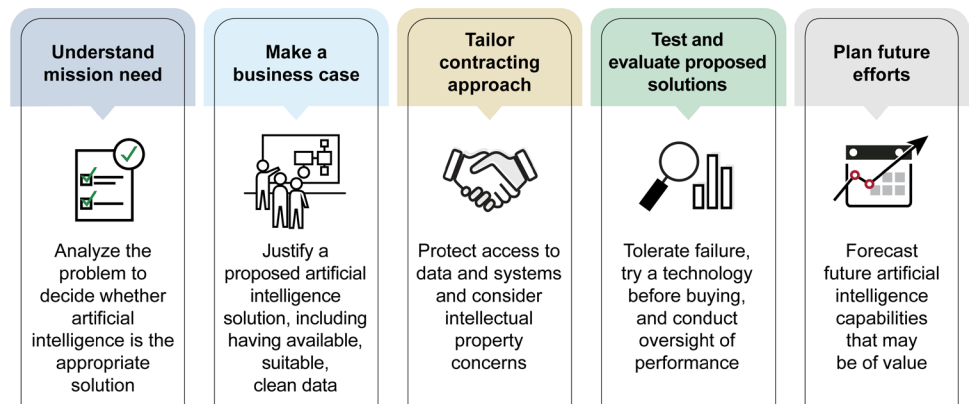 Understand
mission need
Analyze the
problem to
decide whether
artificial
intelligence is the
appropriate
solution
Make a
business case
Justify a
proposed artificial
intelligence
solution, including
having available,
suitable,
clean data
Tailor
contracting
approach
Protect access to
data and systems
and consider
intellectual
property
concerns
Test and
evaluate proposed
solutions
Tolerate failure,
try a technology
before buying,
and conduct
oversight of
performance
Plan future
efforts
Forecast
future artificial
intelligence
capabilities
that may
be of value